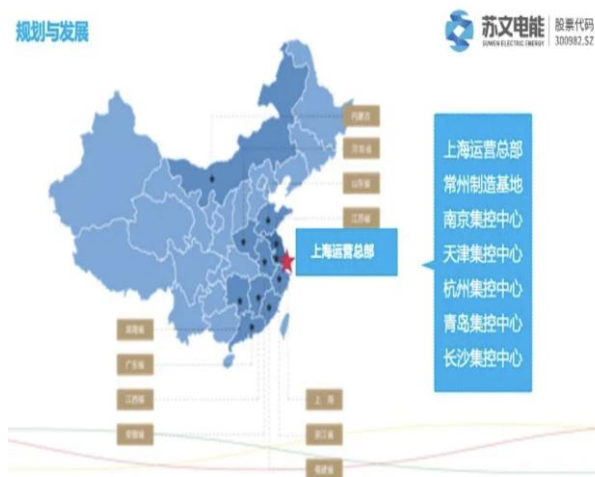 规划与发展
苏文电能
SUWEN ELECTRIC ENERGY
股票代码
300982.SZ
内蒙古
河南省
山东省
江苏省
上海运营总部
上海运营总部
常州制造基地
南京集控中心
天津集控中心
杭州集控中心
青岛集控中心
长沙集控中心
湖南省
广东省
江西省
安徽省
上 海
浙江省
福建省